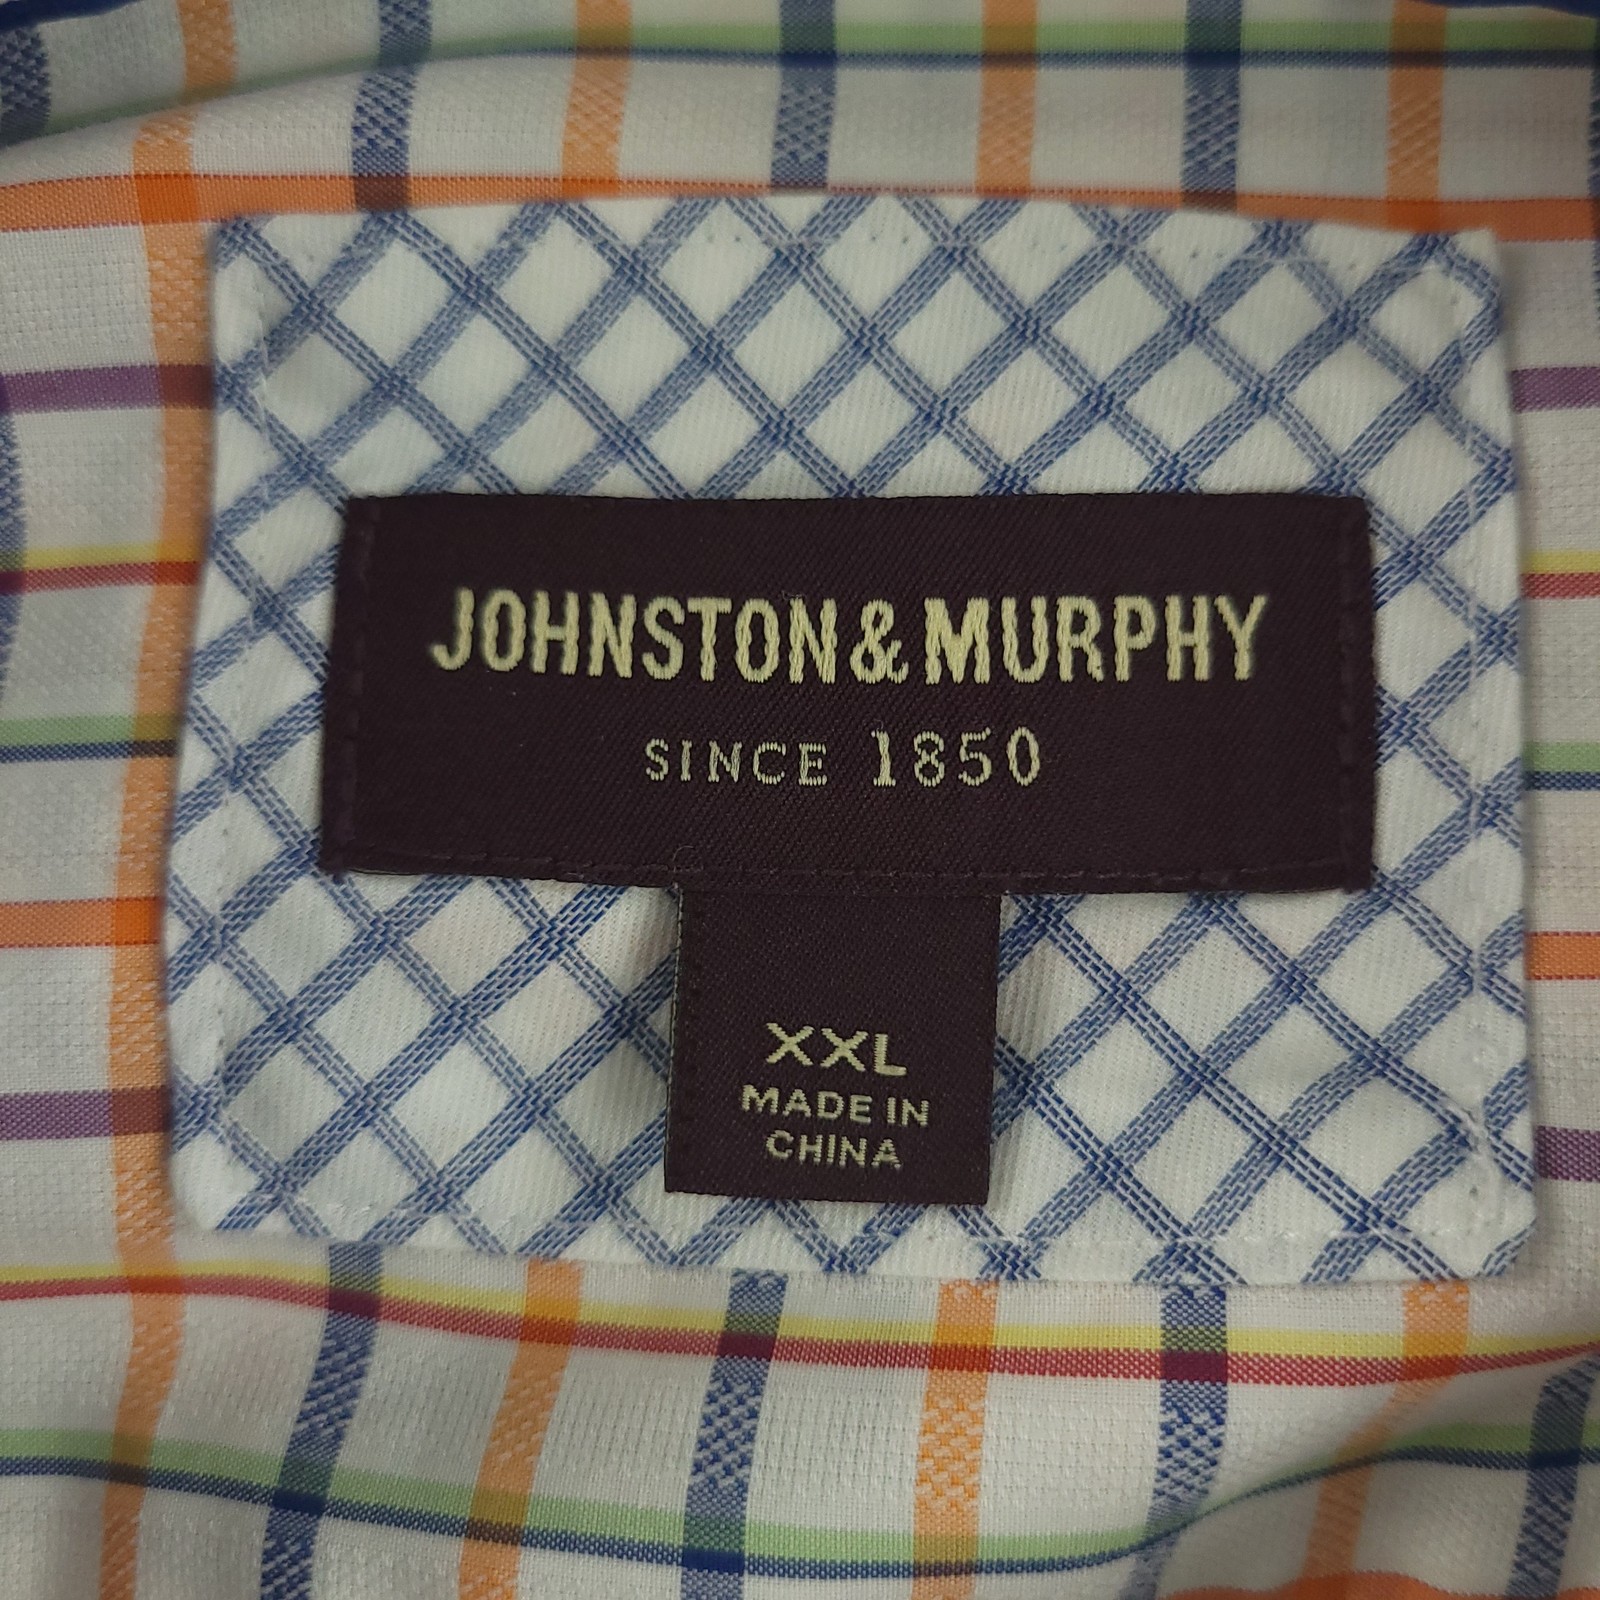 JOHNSTON & MURPHY
SINCE 1850
XXL
MADE IN
CHINA